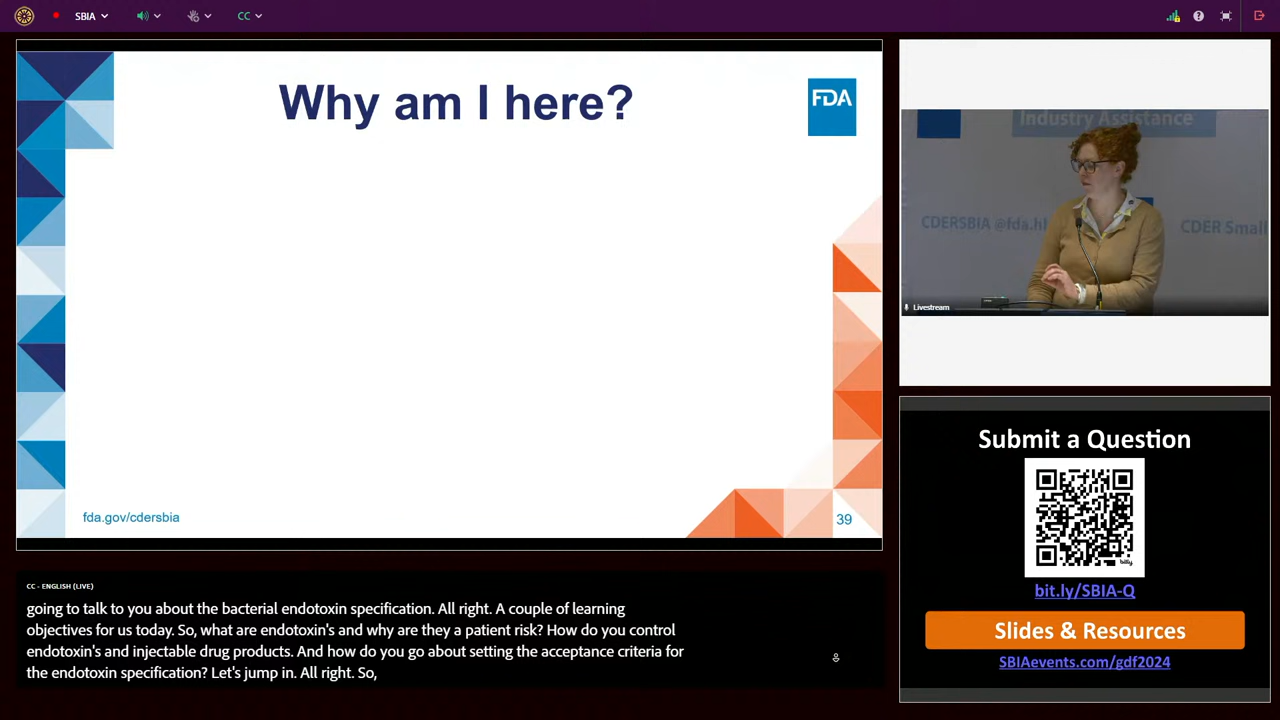 SBIA
CC
Why am I here?
FDA
fda.gov/cdersbia
39
Industry Assistance
CDERSBIA @fda.hh
CDER Small
Livestream
Submit a Question
bitly
bit.ly/SBIA-Q
Slides & Resources
SBIAevents.com/gdf2024
CC - ENGLISH (LIVE)
going to talk to you about the bacterial endotoxin specification. All right. A couple of learning
objectives for us today. So, what are endotoxin's and why are they a patient risk? How do you control
endotoxin's and injectable drug products. And how do you go about setting the acceptance criteria for
the endotoxin specification? Let's jump in. All right. So,